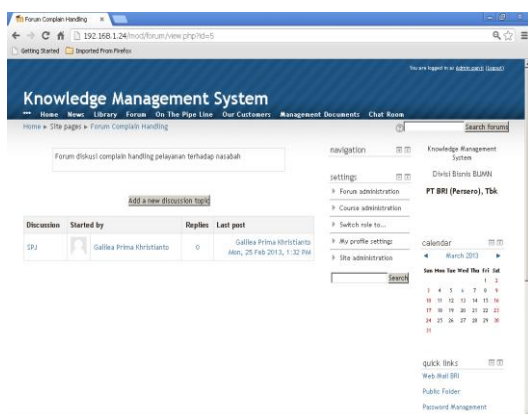 Forum Complain Handling
192.168.1.24/mod/forum/view.php?id=5
Getting Started Imported From Firefox
You are logged in as Admin (Logout)
Knowledge Management System
Home News Library Forum On The Pipe Line Our Customers Management Documents Chat Room
Home ► Site pages ► Forum Complain Handling
Search forums
Forum diskusi complain handling pelayanan terhadap nasabah
Add a new discussion topic
Discussion Started by Replies Last post
SPJ Galilea Prima Khristianto 0 Galilea Prima Khristianto
Mon, 25 Feb 2013, 1:32 PM
navigation
settings
Forum administration
Course administration
Switch role to...
My profile settings
Site administration
Search
Knowledge Management
System
Divisi Bisnis BUMN
PT BRI (Persero), Tbk
calendar
◄ March 2013 ►
Sun Mon Tue Wed Thu Fri Sat
1 2
3 4 5 6 7 8 9
10 11 12 13 14 15 16
17 18 19 20 21 22 23
24 25 26 27 28 29 30
31
quick links
Web Mail BRI
Public Folder
Password Management